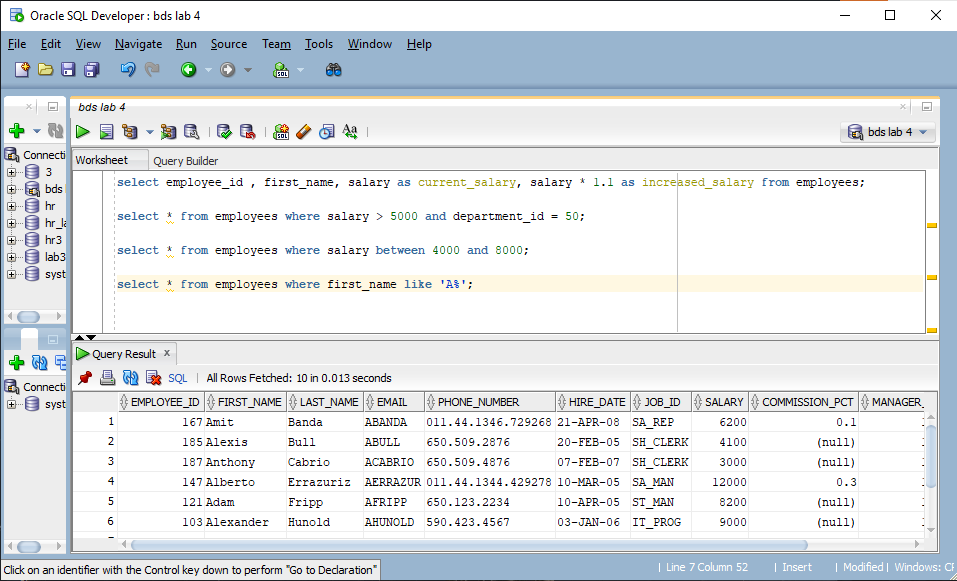 Oracle SQL Developer : bds lab 4
File Edit View Navigate Run Source Team Tools Window Help
bds lab 4
bds lab 4
Worksheet Query Builder
select employee_id , first_name, salary as current_salary, salary * 1.1 as increased_salary from employees;
select * from employees where salary > 5000 and department_id = 50;
select * from employees where salary between 4000 and 8000;
select * from employees where first_name like 'A%';
Connecti
3
bds
hr
hr_la
hr3
lab3
syst
Connecti
syst
Query Result x
SQL | All Rows Fetched: 10 in 0.013 seconds
EMPLOYEE_ID FIRST_NAME LAST_NAME EMAIL PHONE_NUMBER HIRE_DATE JOB_ID SALARY COMMISSION_PCT MANAGER_
1 167 Amit Banda ABANDA 011.44.1346.729268 21-APR-08 SA_REP 6200 0.1
2 185 Alexis Bull ABULL 650.509.2876 20-FEB-05 SH_CLERK 4100 (null)
3 187 Anthony Cabrio ACABRIO 650.509.4876 07-FEB-07 SH_CLERK 3000 (null)
4 147 Alberto Errazuriz AERRAZUR 011.44.1344.429278 10-MAR-05 SA_MAN 12000 0.3
5 121 Adam Fripp AFRIPP 650.123.2234 10-APR-05 ST_MAN 8200 (null)
6 103 Alexander Hunold AHUNOLD 590.423.4567 03-JAN-06 IT_PROG 9000 (null)
Click on an identifier with the Control key down to perform "Go to Declaration"
Line 7 Column 52 | Insert | Modified | Windows: CR